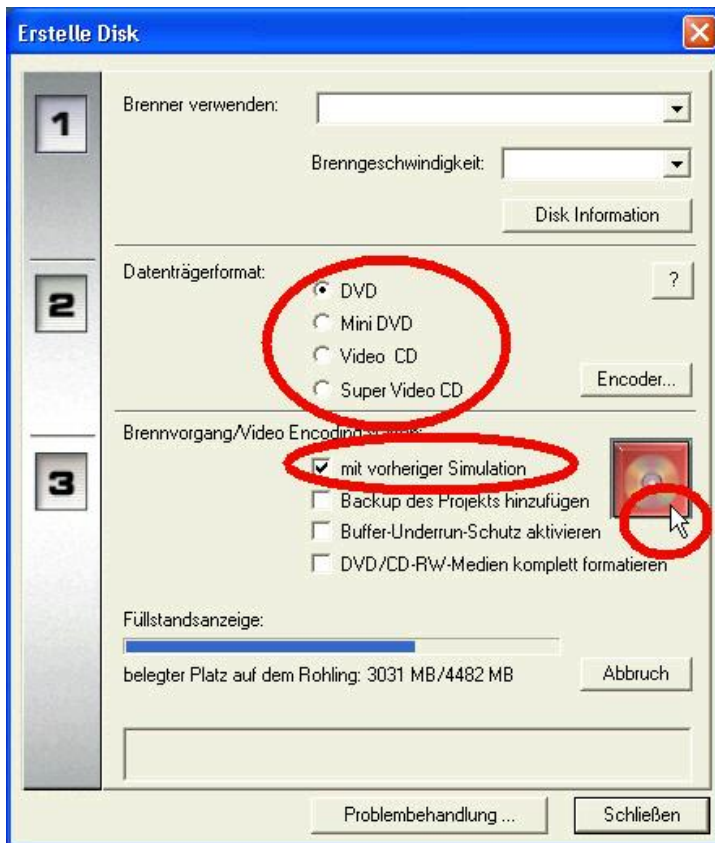 Erstelle Disk
1
Brenner verwenden:
Brenngeschwindigkeit:
Disk Information
2
Datenträgerformat:
?
DVD
Mini DVD
Video CD
Super Video CD
Encoder...
3
Brennvorgang/Video Encoding
mit vorheriger Simulation
Backup des Projekts hinzufügen
Buffer-Underrun-Schutz aktivieren
DVD/CD-RW-Medien komplett formatieren
Füllstandsanzeige:
belegter Platz auf dem Rohling: 3031 MB/4482 MB
Abbruch
Problembehandlung ...
Schließen